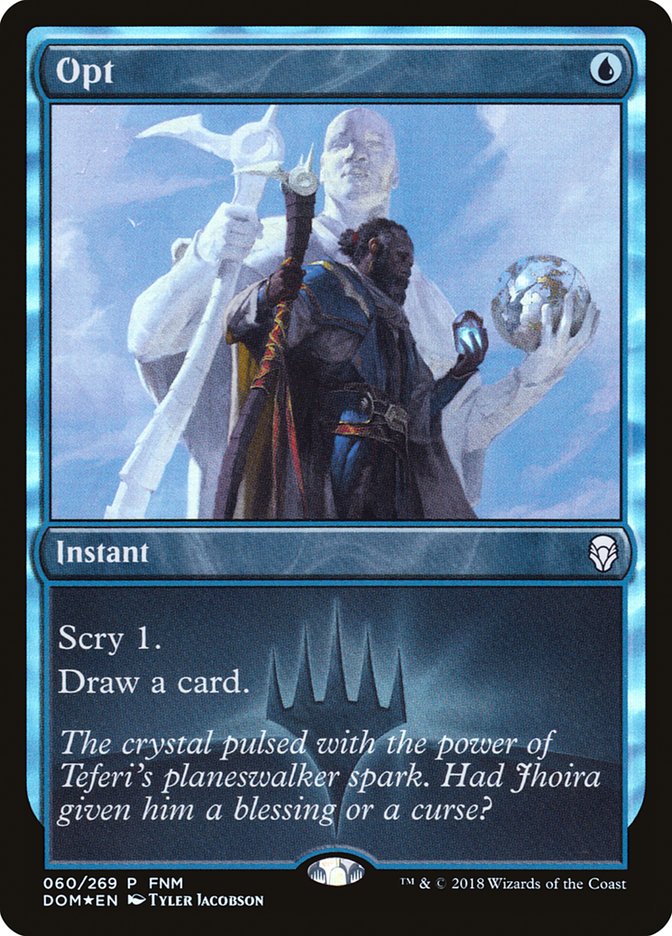 Opt
Instant
Scry 1.
Draw a card.
The crystal pulsed with the power of
Teferi's planeswalker spark. Had Jhoira
given him a blessing or a curse?
060/269 P FNM
DOM★EN Tyler Jacobson
™ & © 2018 Wizards of the Coast